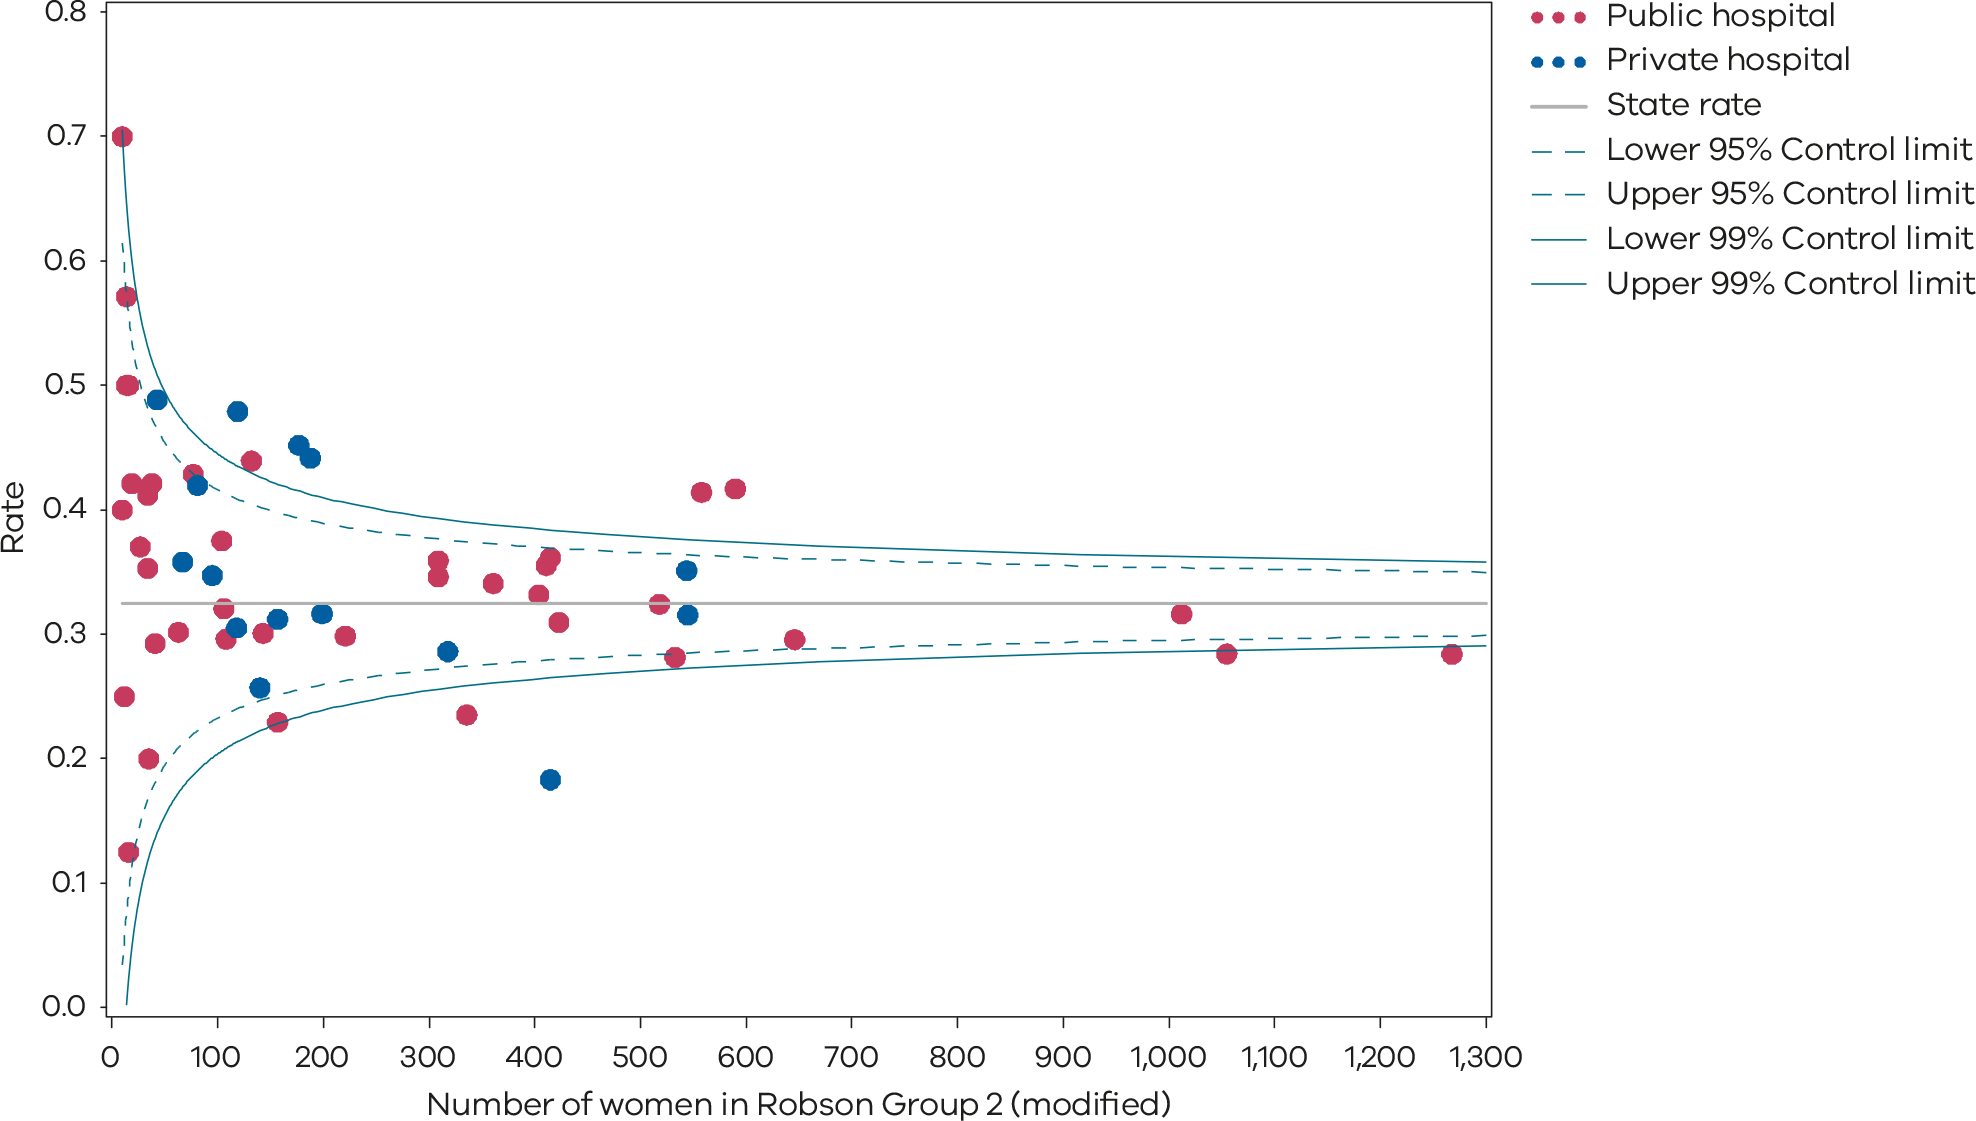 0.8
0.7
0.6
0.5
0.4
0.3
0.2
0.1
0.0
Rate
0 100 200 300 400 500 600 700 800 900 1,000 1,100 1,200 1,300
Number of women in Robson Group 2 (modified)
Public hospital
Private hospital
State rate
Lower 95% Control limit
Upper 95% Control limit
Lower 99% Control limit
Upper 99% Control limit